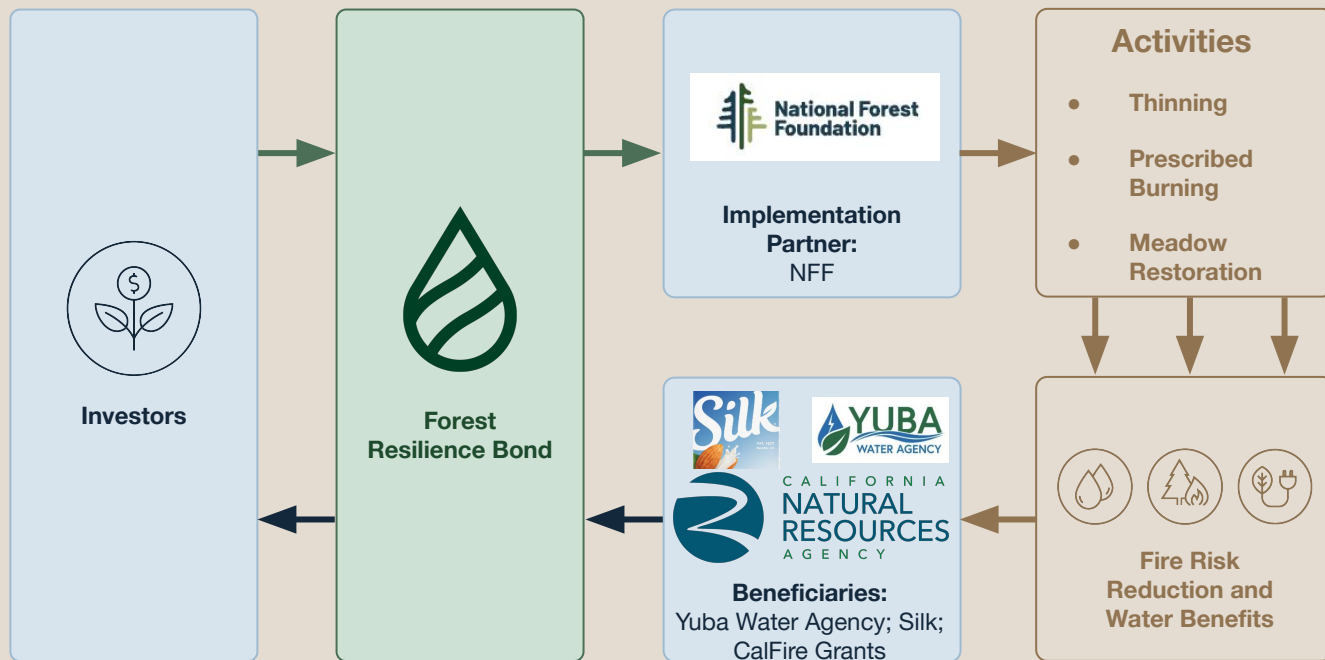 Investors
$
Forest
Resilience Bond
National Forest
Foundation
Implementation
Partner:
NFF
Activities
● Thinning
● Prescribed
Burning
● Meadow
Restoration
Silk
YUBA
WATER AGENCY
CALIFORNIA
NATURAL
RESOURCES
AGENCY
Beneficiaries:
Yuba Water Agency; Silk;
CalFire Grants
Fire Risk
Reduction and
Water Benefits